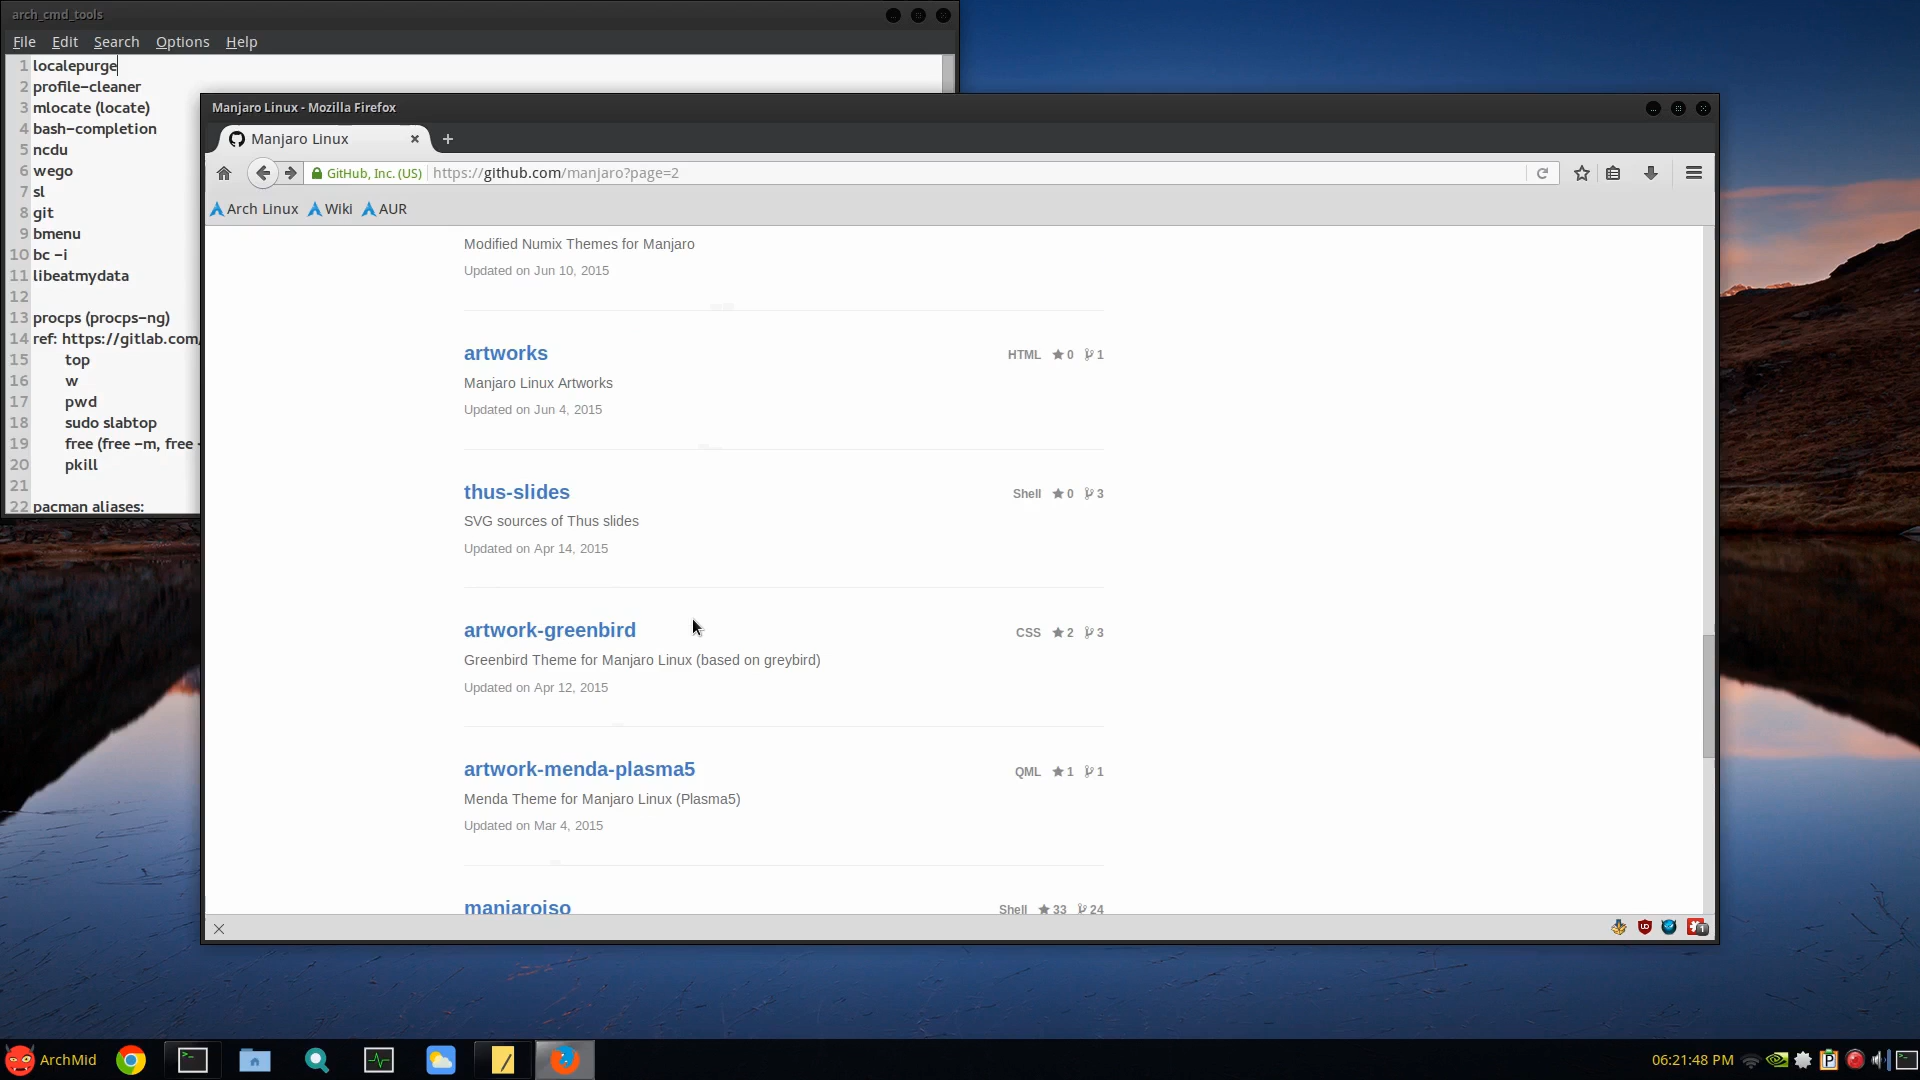 arch_cmd_tools
File Edit Search Options Help
1 localepurge
2 profile-cleaner
3 mlocate (locate)
4 bash-completion
5 ncdu
6 wego
7 sl
8 git
9 bmenu
10 bc -i
11 libeatmydata
12
13 procps (procps-ng)
14 ref: https://gitlab.com/
15 top
16 w
17 pwd
18 sudo slabtop
19 free (free -m, free -
20 pkill
21
22 pacman aliases:
Manjaro Linux - Mozilla Firefox
Manjaro Linux
GitHub, Inc. (US) https://github.com/manjaro?page=2
Arch Linux Wiki AUR
Modified Numix Themes for Manjaro
Updated on Jun 10, 2015
artworks HTML 0 1
Manjaro Linux Artworks
Updated on Jun 4, 2015
thus-slides Shell 0 3
SVG sources of Thus slides
Updated on Apr 14, 2015
artwork-greenbird CSS 2 3
Greenbird Theme for Manjaro Linux (based on greybird)
Updated on Apr 12, 2015
artwork-menda-plasma5 QML 1 1
Menda Theme for Manjaro Linux (Plasma5)
Updated on Mar 4, 2015
manjaroiso Shell 33 24
1
ArchMid 06:21:48 PM